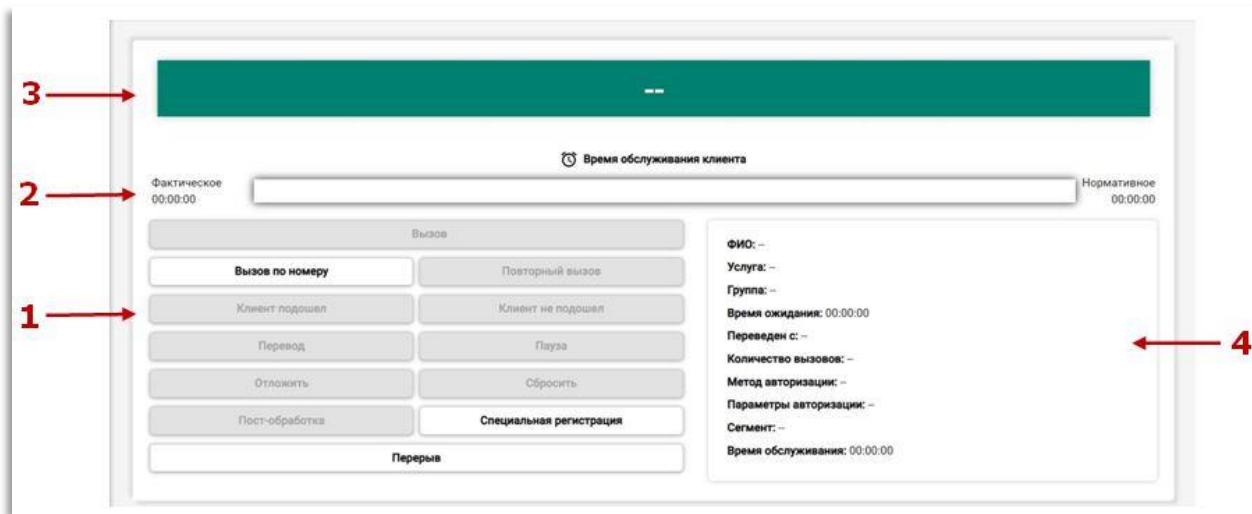 3
--
Время обслуживания клиента
2
Фактическое
00:00:00
Нормативное
00:00:00
1
Вызов
Вызов по номеру
Повторный вызов
Клиент подошел
Клиент не подошел
Перевод
Пауза
Отложить
Сбросить
Пост-обработка
Специальная регистрация
Перерыв
ФИО: --
Услуга: --
Группа: --
Время ожидания: 00:00:00
Переведен с: --
Количество вызовов: --
Метод авторизации: --
Параметры авторизации: --
Сегмент: --
Время обслуживания: 00:00:00
4